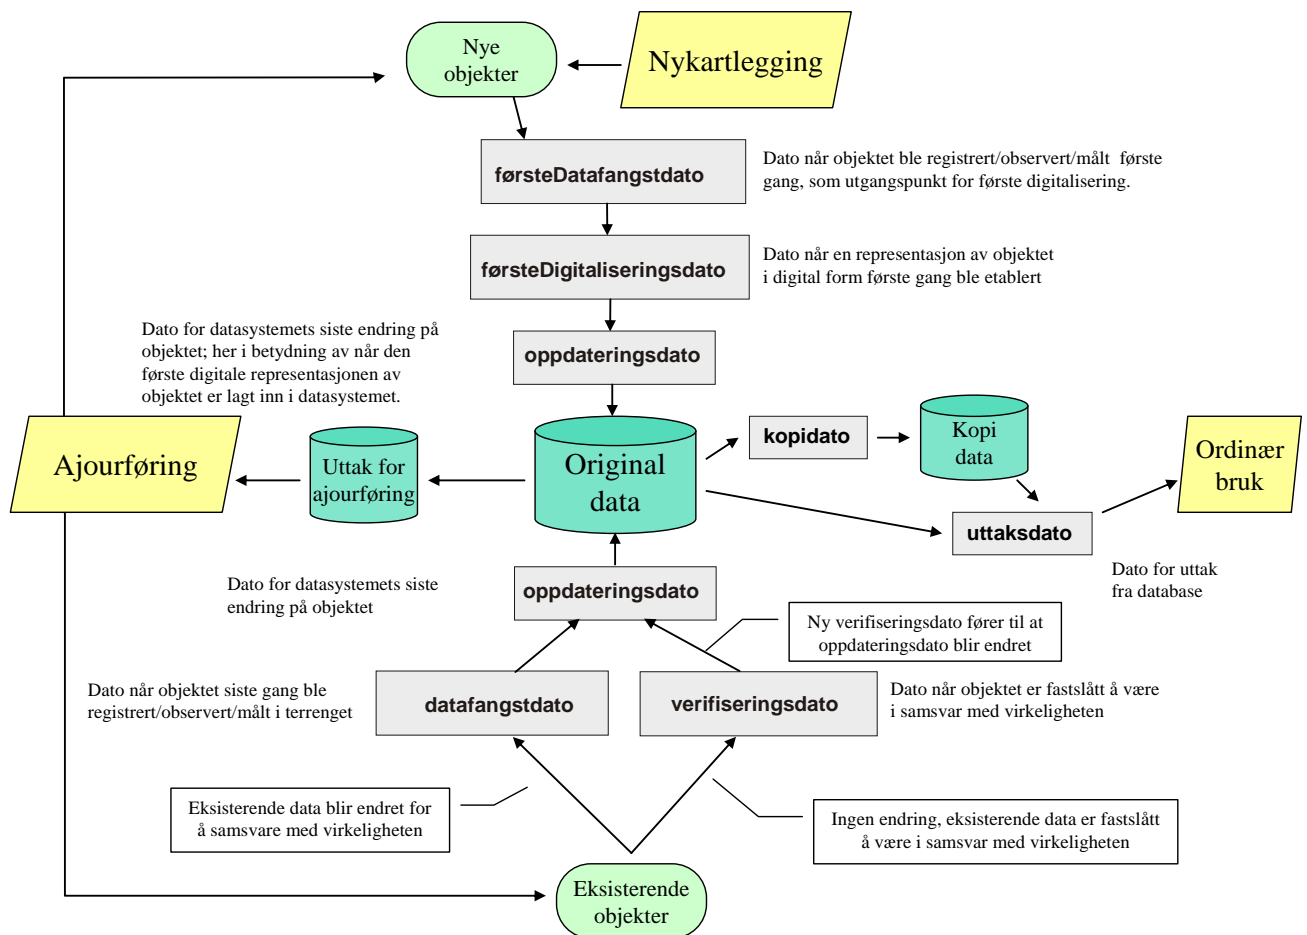 Nye
objekter
Nykartlegging
førsteDatafangstdato
Dato når objektet ble registrert/observert/målt første
gang, som utgangspunkt for første digitalisering.
førsteDigitaliseringsdato
Dato når en representasjon av objektet
i digital form første gang ble etablert
Dato for datasystemets siste endring på
objektet; her i betydning av når den
første digitale representasjonen av
objektet er lagt inn i datasystemet.
oppdateringsdato
Ajourføring
Uttak for
ajourføring
Original
data
kopidato
Kopi
data
Ordinær
bruk
uttaksdato
Dato for uttak
fra database
Dato for datasystemets siste
endring på objektet
oppdateringsdato
Ny verifiseringsdato fører til at
oppdateringsdato blir endret
Dato når objektet siste gang ble
registrert/observert/målt i terrenget
datafangstdato
verifiseringsdato
Dato når objektet er fastslått å være
i samsvar med virkeligheten
Eksisterende data blir endret for
å samsvare med virkeligheten
Ingen endring, eksisterende data er fastslått
å være i samsvar med virkeligheten
Eksisterende
objekter